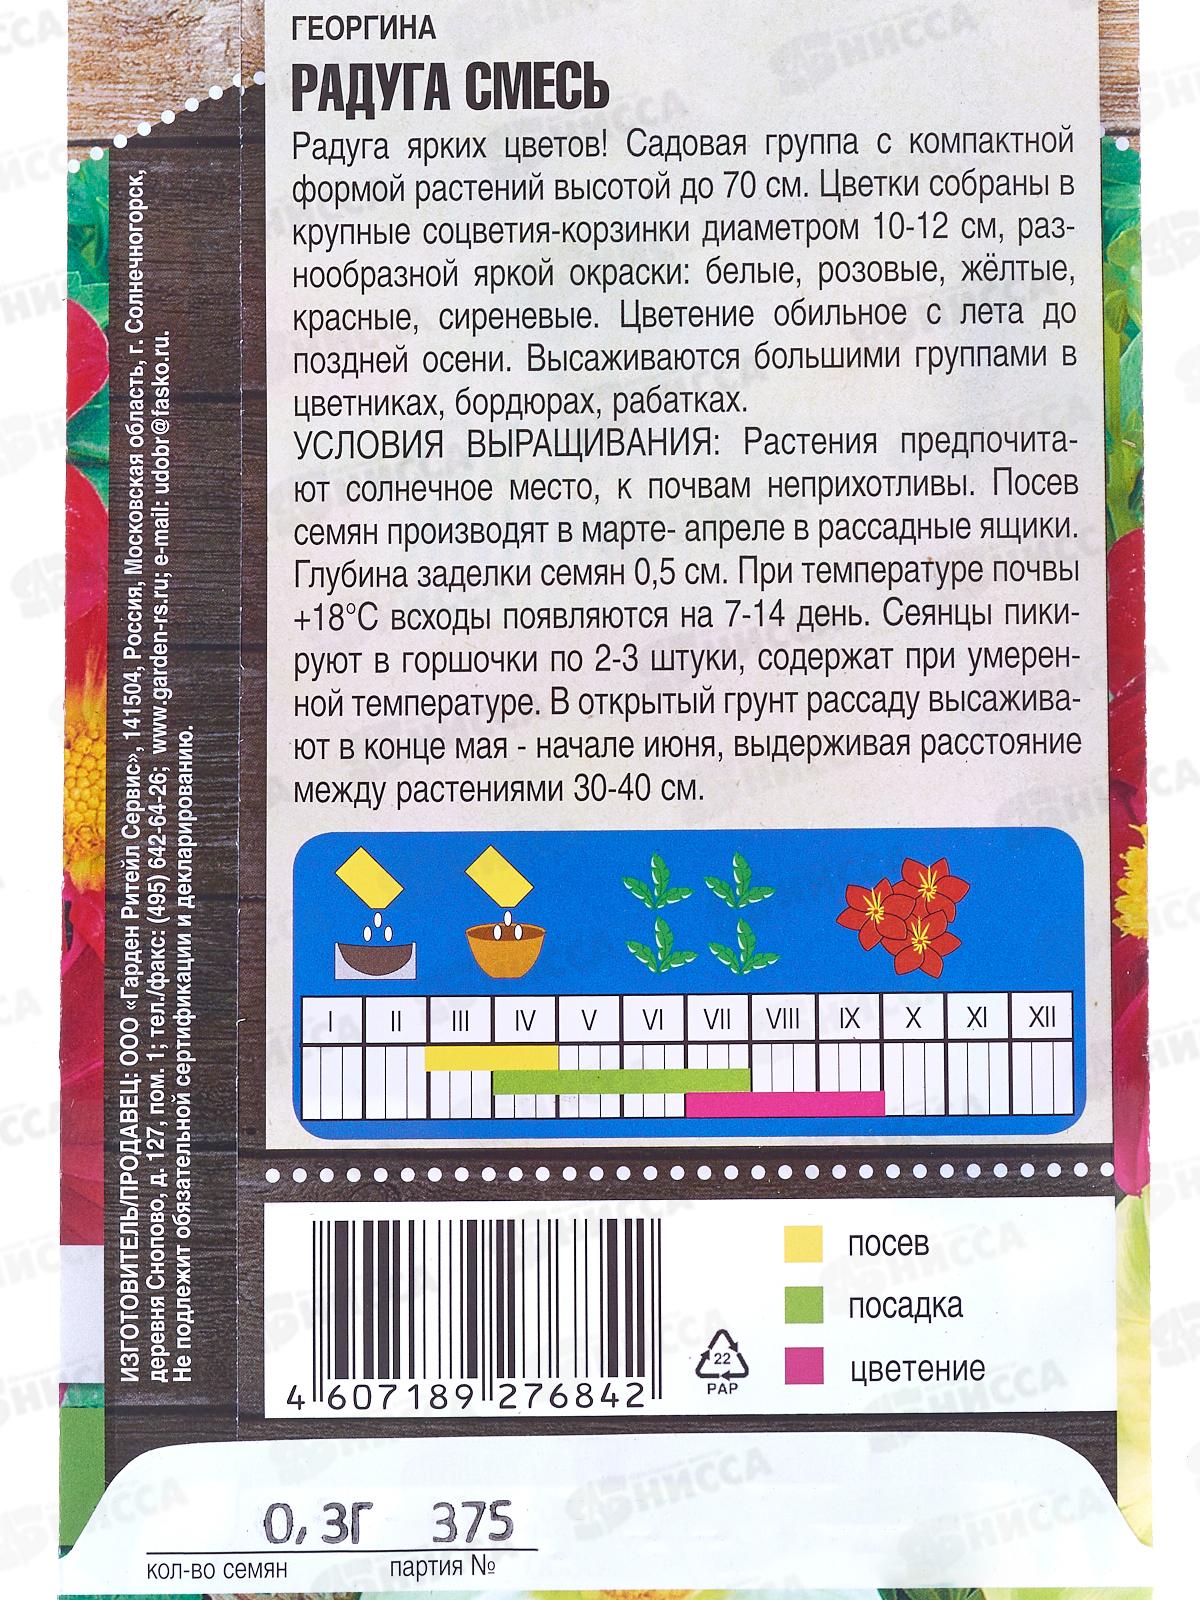 ГЕОРГИНА
РАДУГА СМЕСЬ
Радуга ярких цветов! Садовая группа с компактной
формой растений высотой до 70 см. Цветки собраны в
крупные соцветия-корзинки диаметром 10-12 см, раз-
нообразной яркой окраски: белые, розовые, жёлтые,
красные, сиреневые. Цветение обильное с лета до
поздней осени. Высаживаются большими группами в
цветниках, бордюрах, рабатках.
УСЛОВИЯ ВЫРАЩИВАНИЯ: Растения предпочита-
ют солнечное место, к почвам неприхотливы. Посев
семян производят в марте- апреле в рассадные ящики.
Глубина заделки семян 0,5 см. При температуре почвы
+18°С всходы появляются на 7-14 день. Сеянцы пики-
руют в горшочки по 2-3 штуки, содержат при умерен-
ной температуре. В открытый грунт рассаду высажива-
ют в конце мая - начале июня, выдерживая расстояние
между растениями 30-40 см.
I II III IV V VI VII VIII IX X XI XII
посев
посадка
цветение
22
PAP
4 607189 276842
0,3г 375
кол-во семян партия №
ИЗГОТОВИТЕЛЬ/ПРОДАВЕЦ: ООО «Гарден Ритейл Сервис», 141504, Россия, Московская область, г. Солнечногорск,
деревня Снопово, д. 127, пом. 1; тел./факс: (495) 642-64-26; www.garden-rs.ru; e-mail: udobr@fasko.ru.
Не подлежит обязательной сертификации и декларированию.